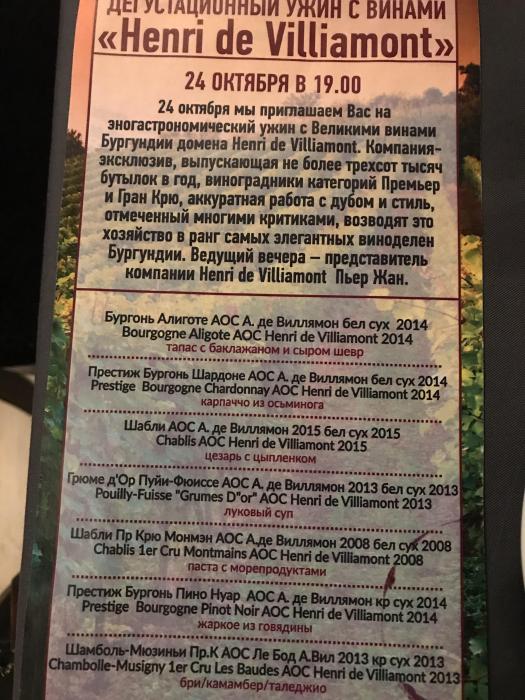 ДЕГУСТАЦИОННЫЙ УЖИН С ВИНАМИ
«Henri de Villiamont»
24 ОКТЯБРЯ В 19.00
24 октября мы приглашаем Вас на
эногастрономический ужин с Великими винами
Бургундии домена Henri de Villiamont. Компания-
эксклюзив, выпускающая не более трехсот тысяч
бутылок в год, виноградники категорий Премьер
и Гран Крю, аккуратная работа с дубом и стиль,
отмеченный многими критиками, возводят это
хозяйство в ранг самых элегантных виноделен
Бургундии. Ведущий вечера – представитель
компании Henri de Villiamont Пьер Жан.
Бургонь Алиготе АОС А. де Виллямон бел сух 2014
Bourgogne Aligote AOC Henri de Villiamont 2014
тапас с баклажаном и сыром шевр
Престиж Бургонь Шардоне АОС А. де Виллямон бел сух 2014
Prestige Bourgogne Chardonnay AOC Henri de Villiamont 2014
карпаччо из осьминога
Шабли АОС А. де Виллямон 2015 бел сух 2015
Chablis AOC Henri de Villiamont 2015
цезарь с цыпленком
Грюме д'Ор Пуйи-Фюиссе АОС А. де Виллямон 2013 бел сух 2013
Pouilly-Fuisse "Grumes D"or" AOC Henri de Villiamont 2013
луковый суп
Шабли Пр Крю Монмэн АОС А.де Виллямон 2008 бел сух 2008
Chablis 1er Cru Montmains AOC Henri de Villiamont 2008
паста с морепродуктами
Престиж Бургонь Пино Нуар АОС А. де Виллямон кр сух 2014
Prestige Bourgogne Pinot Noir AOC Henri de Villiamont 2014
жаркое из говядины
Шамболь-Мюзиньи Пр.К АОС Ле Бод А.Вил 2013 кр сух 2013
Chambolle-Musigny 1er Cru Les Baudes AOC Henri de Villiamont 2013
бри/камамбер/таледжио